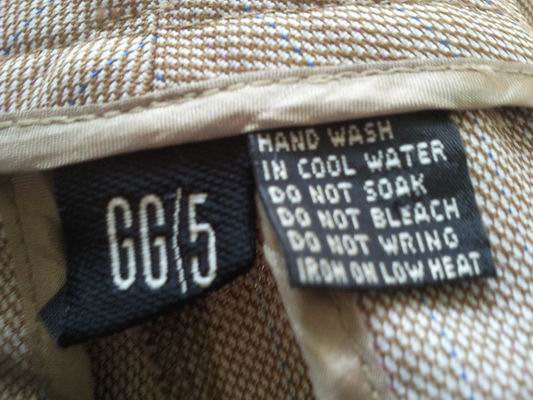 GG/5
HAND WASH
IN COOL WATER
DO NOT SOAK
DO NOT BLEACH
DO NOT WRING
IRON ON LOW HEAT